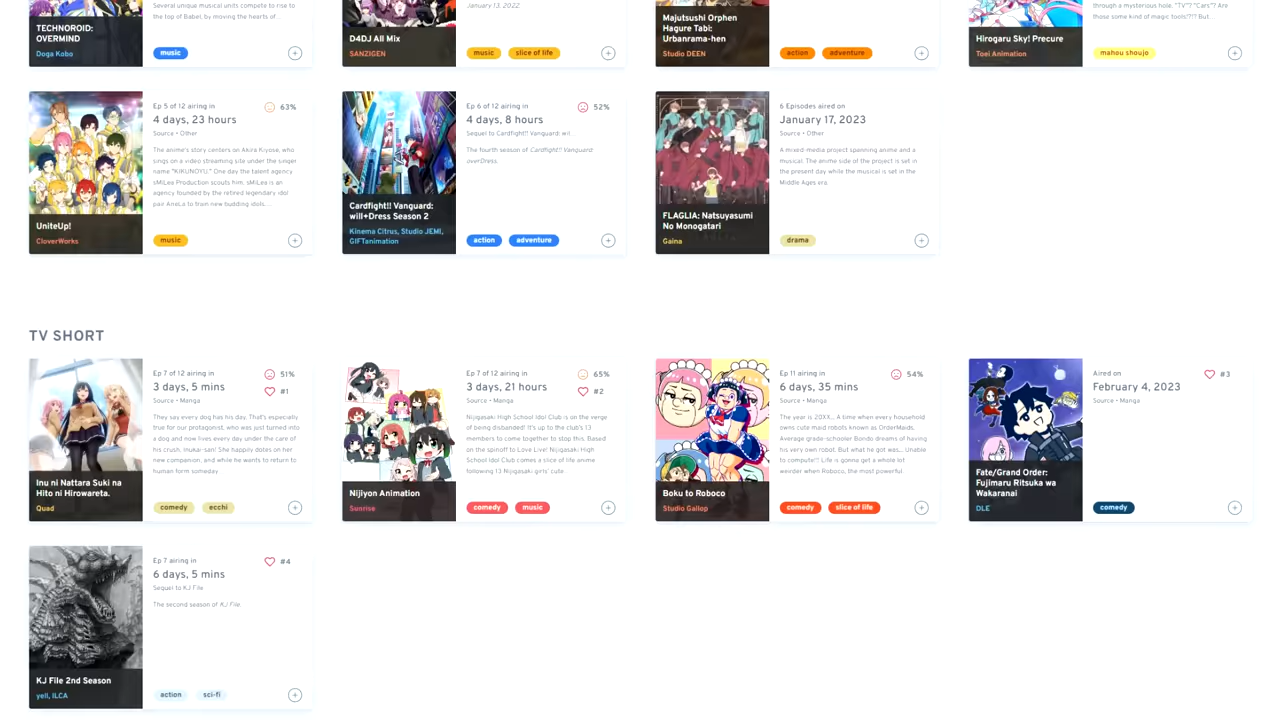 Several unique musical units compete to rise
the top of Babel, by moving the hearts of
TECHNOROID:
OVERMIND
Doga Kobo
music
January 13, 2022.
D4DJ All Mix
SANZIGEN
music slice of life
Majutsushi Orphen
Hagure Tabi:
Urbanrama-hen
Studio DEEN
action adventure
through a mysterious hole. "TV"? "Cars"? Are
those some kind of magic tools?!? But...
Hirogaru Sky! Precure
Toei Animation
mahou shoujo
Ep 5 of 12 airing in
63%
4 days, 23 hours
Source • Other
The anime's story centers on Akira Kiyose, who
sings on a video streaming site under the singer
name "KIKUNOYU." One day the talent agency
sMiLea Production scouts him. sMiLea is an
agency founded by the retired legendary idol
pair AneLa to train new budding idols....
UniteUp!
CloverWorks
music
Ep 6 of 12 airing in
52%
4 days, 8 hours
Sequel to Cardfight!! Vanguard: wil...
The fourth season of Cardfight!! Vanguard
overDress.
Cardfight!! Vanguard:
will+Dress Season 2
Kinema Citrus, Studio JEMI,
GIFTanimation
action adventure
6 Episodes aired on
January 17, 2023
Source • Other
A mixed-media project spanning anime and a
musical. The anime side of the project is set in
the present day while the musical is set in the
Middle Ages era.
FLAGLIA: Natsuyasumi
No Monogatari
Gaina
drama
TV SHORT
Ep 7 of 12 airing in
51%
3 days, 5 mins
#1
Source • Manga
They say every dog has his day. That's especially
true for our protagonist, who was just turned into
a dog and now lives every day under the care of
his crush, Inukai-san! She happily dotes on her
new companion, and while he wants to return to
human form someday
Inu ni Nattara Suki na
Hito ni Hirowareta.
Quad
comedy ecchi
Ep 7 of 12 airing in
65%
3 days, 21 hours
#2
Source • Manga
Nijigasaki High School Idol Club is on the verge
of being disbanded! It's up to the club's 13
members to come together to stop this. Based
on the spinoff to Love Live! Nijigasaki High
School Idol Club comes a slice of life anime
following 13 Nijigasaki girls' cute
Nijiyon Animation
Sunrise
comedy music
Ep 11 airing in
54%
6 days, 35 mins
Source • Manga
The year is 20XX... A time when every household
owns cute maid robots known as OrderMaids.
Average grade-schooler Bondo dreams of having
his very own robot. But what he got was... Unable
to compute!! Life is gonna get a whole lot
weirder when Roboco, the most powerful
Boku to Roboco
Studio Gallop
comedy slice of life
Aired on
#3
February 4, 2023
Source • Manga
Fate/Grand Order:
Fujimaru Ritsuka wa
Wakaranai
DLE
comedy
Ep 7 airing in
#4
6 days, 5 mins
Sequel to KJ File
The second season of KJ File.
KJ File 2nd Season
yell, ILCA
action sci-fi